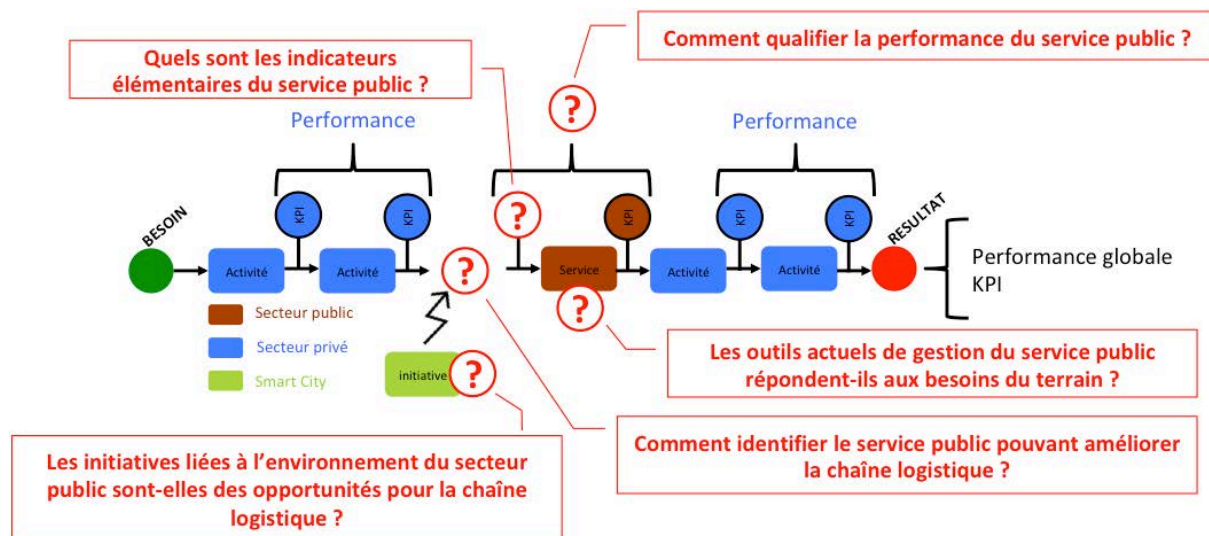 Quels sont les indicateurs
élémentaires du service public ?
Comment qualifier la performance du service public ?
?
Performance
Performance
BESOIN
KPI
KPI
?
KPI
KPI
KPI
RESULTAT
Activité
Activité
?
Service
Activité
Activité
Performance globale
KPI
?
Secteur public
Secteur privé
Smart City
initiative
?
Les outils actuels de gestion du service public
répondent-ils aux besoins du terrain ?
Comment identifier le service public pouvant améliorer
la chaîne logistique ?
Les initiatives liées à l’environnement du secteur
public sont-elles des opportunités pour la chaîne
logistique ?